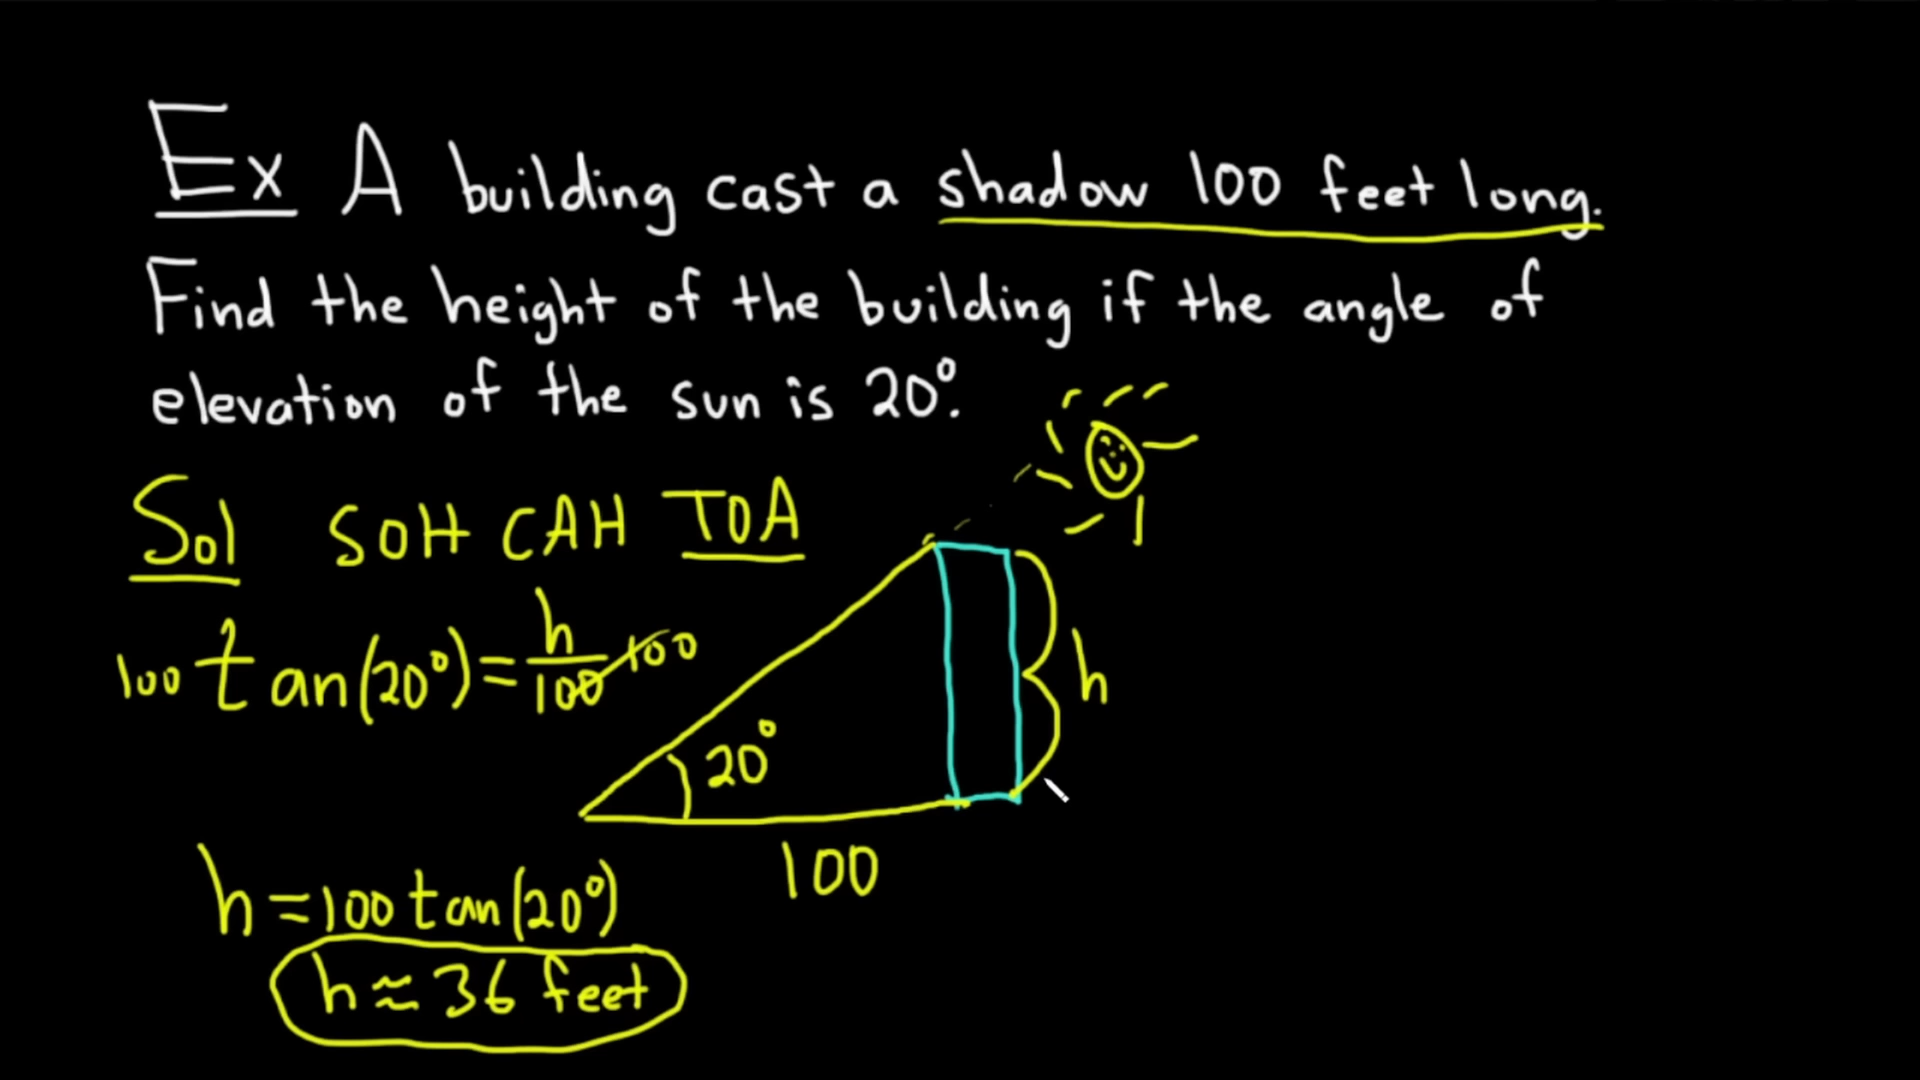 Ex A building cast a shadow 100 feet long.
Find the height of the building if the angle of
elevation of the sun is 20°.
Sol SOH CAH TOA
100 tan(20°) = h/100 100
h
20°
100
h = 100 tan(20°)
h ≈ 36 feet